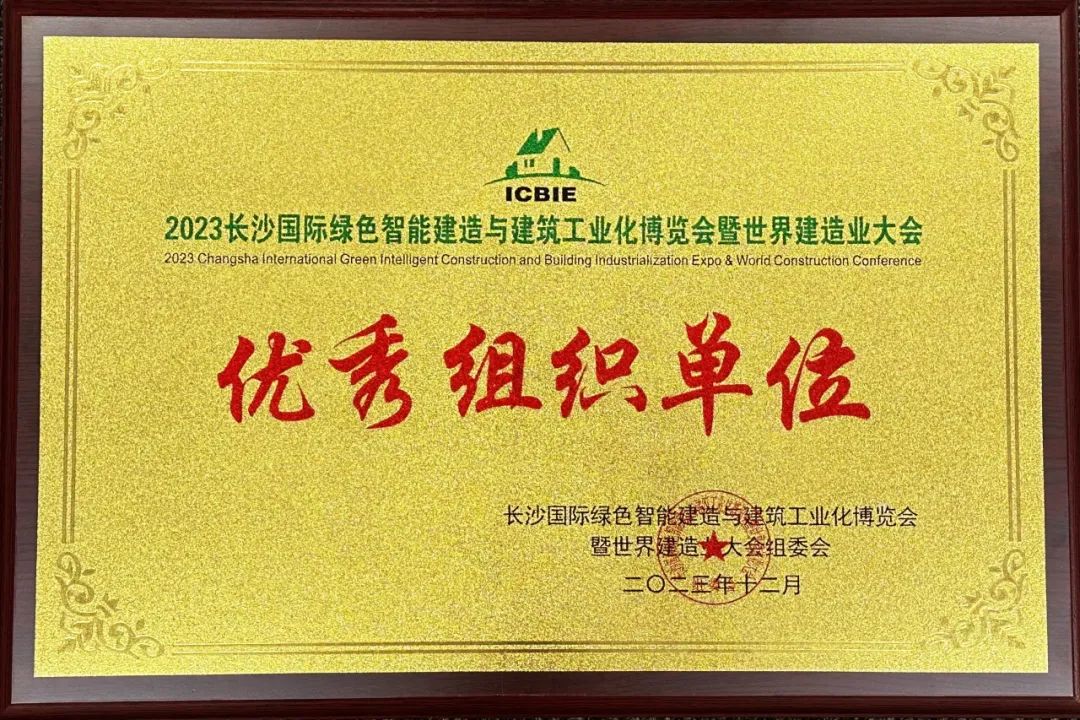 ICBIE
2023长沙国际绿色智能建造与建筑工业化博览会暨世界建造业大会
2023 Changsha International Green Intelligent Construction and Building Industrialization Expo & World Construction Conference
优秀组织单位
长沙国际绿色智能建造与建筑工业化博览会
暨世界建造业大会组委会
二〇二三年十二月